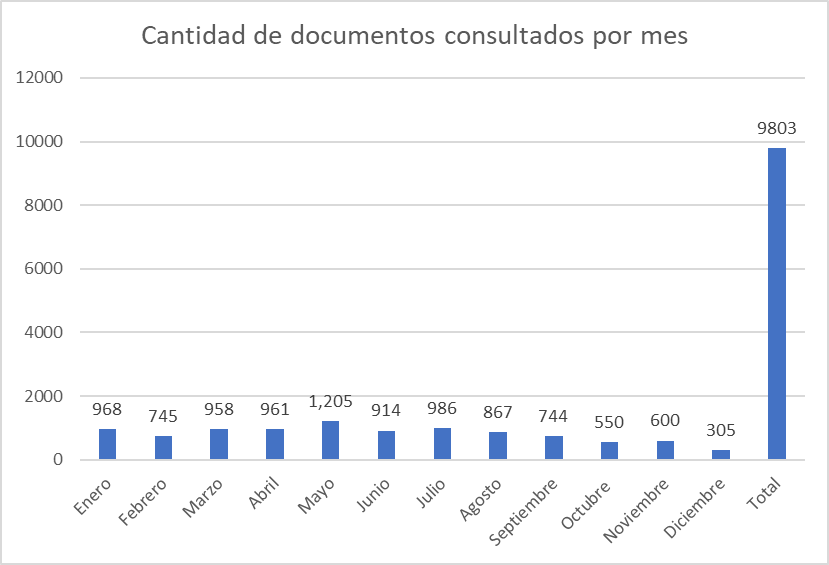 Cantidad de documentos consultados por mes
12000
10000
8000
6000
4000
2000
0
968
745
958
961
1,205
914
986
867
744
550
600
305
9803
Enero
Febrero
Marzo
Abril
Mayo
Junio
Julio
Agosto
Septiembre
Octubre
Noviembre
Diciembre
Total